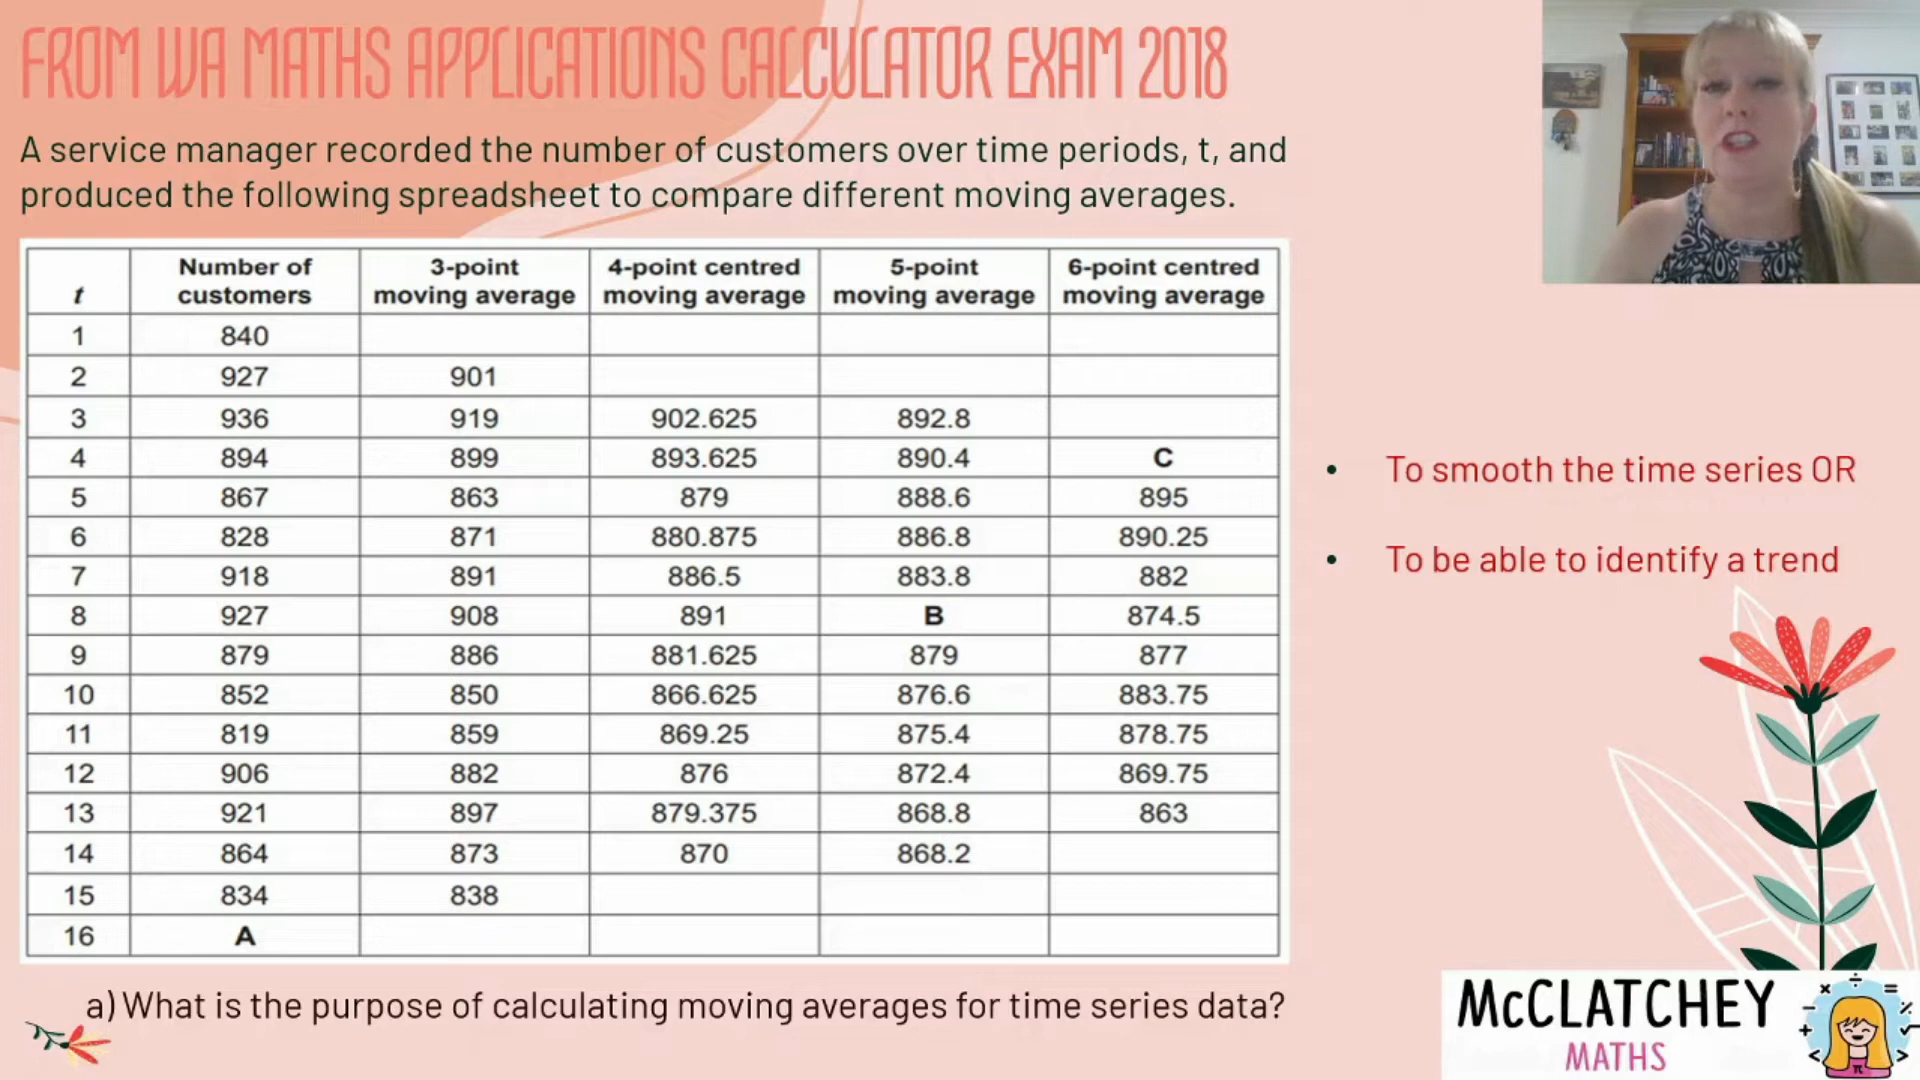 FROM WA MATHS APPLICATIONS CALCULATOR EXAM 2018
A service manager recorded the number of customers over time periods, t, and
produced the following spreadsheet to compare different moving averages.
t Number of customers 3-point moving average 4-point centred moving average 5-point moving average 6-point centred moving average
1 840
2 927 901
3 936 919 902.625 892.8
4 894 899 893.625 890.4 C
5 867 863 879 888.6 895
6 828 871 880.875 886.8 890.25
7 918 891 886.5 883.8 882
8 927 908 891 B 874.5
9 879 886 881.625 879 877
10 852 850 866.625 876.6 883.75
11 819 859 869.25 875.4 878.75
12 906 882 876 872.4 869.75
13 921 897 879.375 868.8 863
14 864 873 870 868.2
15 834 838
16 A
• To smooth the time series OR
• To be able to identify a trend
a) What is the purpose of calculating moving averages for time series data?
McCLATCHEY
MATHS